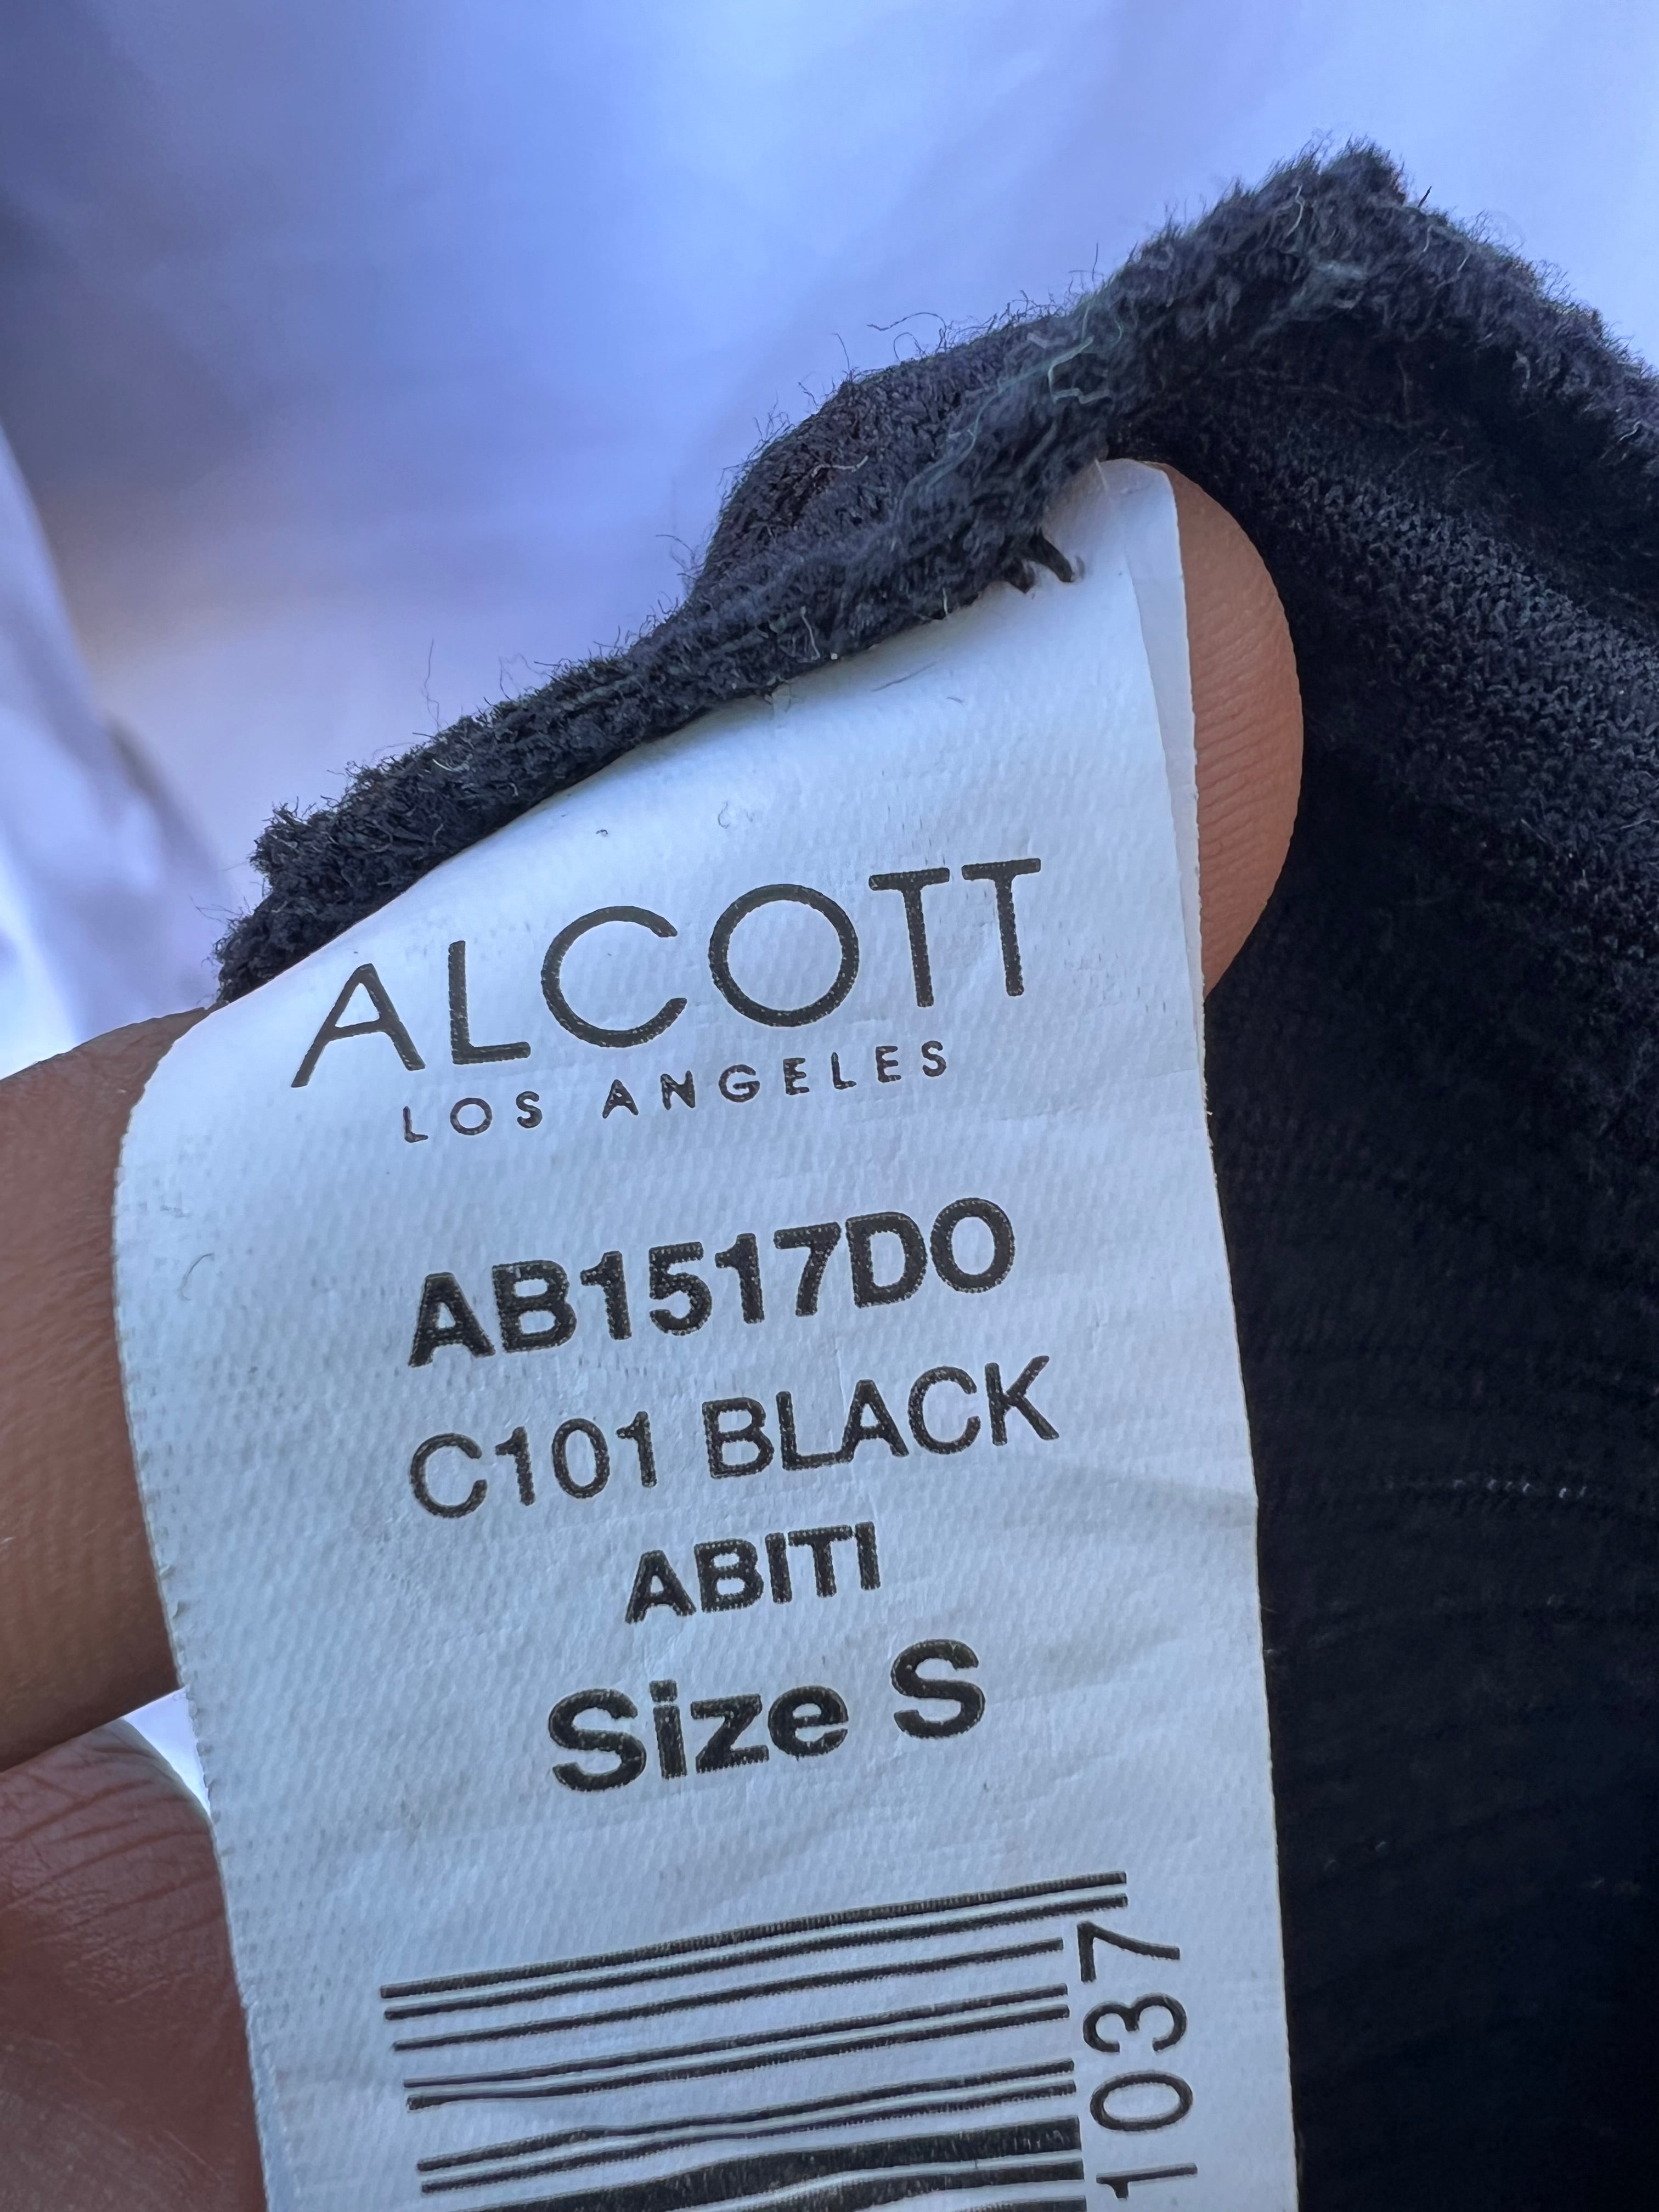 ALCOTT
LOS ANGELES
AB1517DO
C101 BLACK
ABITI
Size S
1037